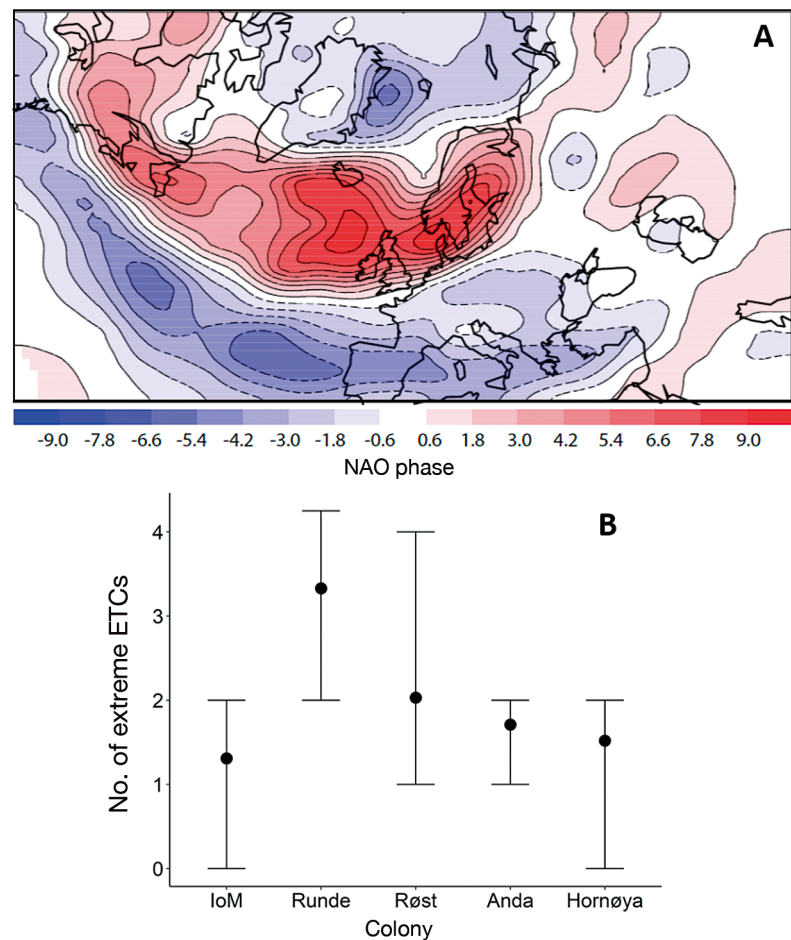 A
-9.0 -7.8 -6.6 -5.4 -4.2 -3.0 -1.8 -0.6 0.6 1.8 3.0 4.2 5.4 6.6 7.8 9.0
NAO phase
B
No. of extreme ETCs
4
3
2
1
0
IoM Runde Røst Anda Hornøya
Colony